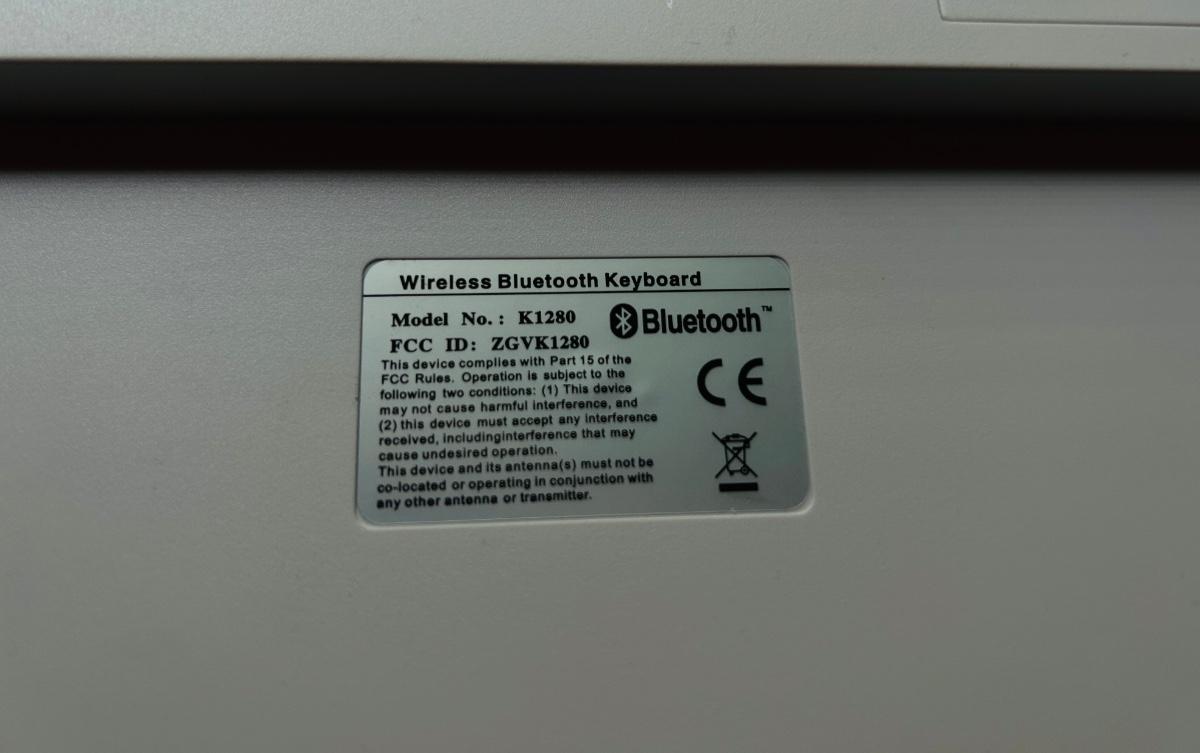 Wireless Bluetooth Keyboard
Model No.: K1280
Bluetooth™
FCC ID: ZGVK1280
This device complies with Part 15 of the
FCC Rules. Operation is subject to the
following two conditions: (1) This device
may not cause harmful interference, and
(2) this device must accept any interference
received, includinginterference that may
cause undesired operation.
This device and its antenna(s) must not be
co-located or operating in conjunction with
any other antenna or transmitter.
CE